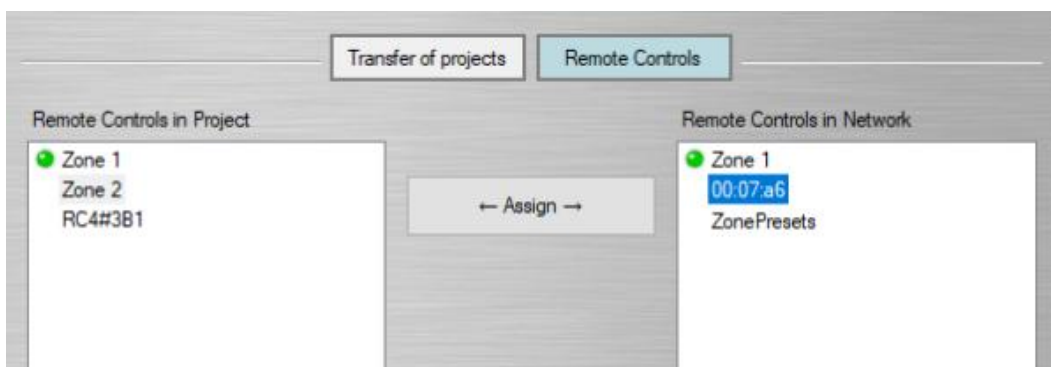 Transfer of projects
Remote Controls
Remote Controls in Project
Zone 1
Zone 2
RC4#3B1
← Assign →
Remote Controls in Network
Zone 1
00:07:a6
ZonePresets